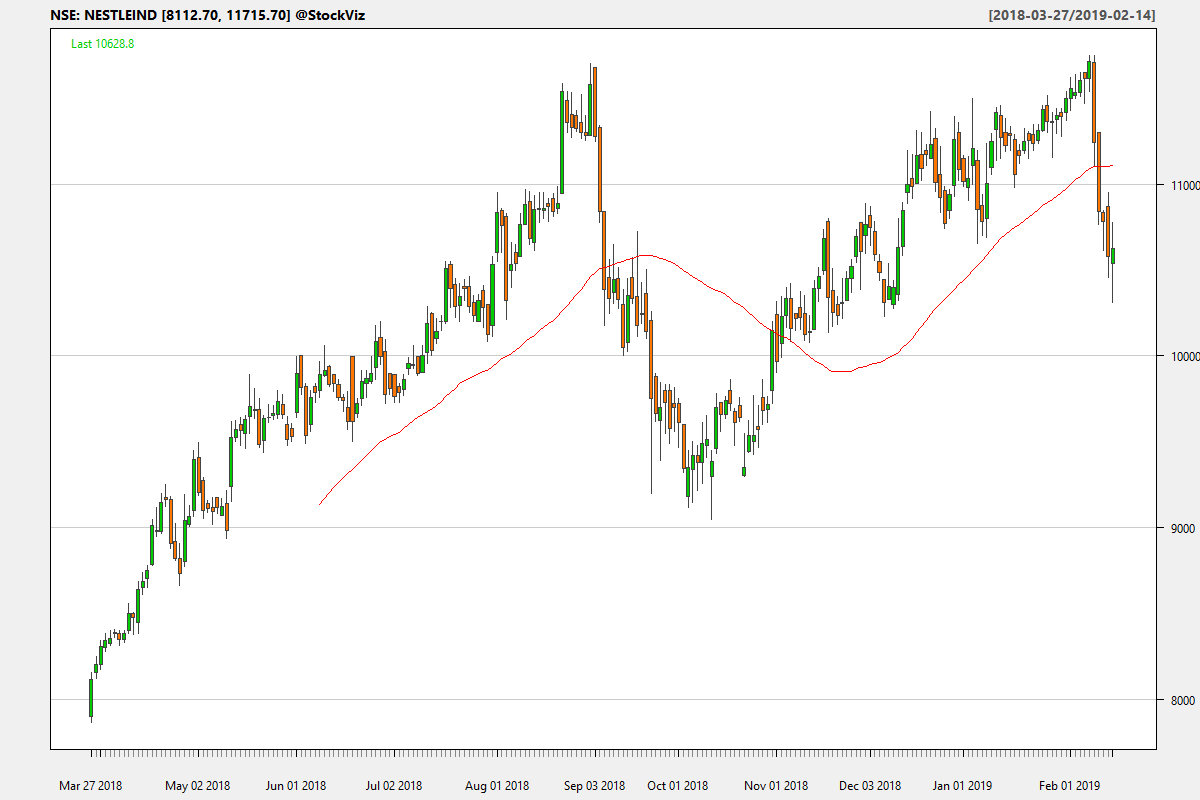 NSE: NESTLEIND [8112.70, 11715.70] @StockViz
[2018-03-27/2019-02-14]
Last 10628.8
11000
10000
9000
8000
Mar 27 2018
May 02 2018
Jun 01 2018
Jul 02 2018
Aug 01 2018
Sep 03 2018
Oct 01 2018
Nov 01 2018
Dec 03 2018
Jan 01 2019
Feb 01 2019